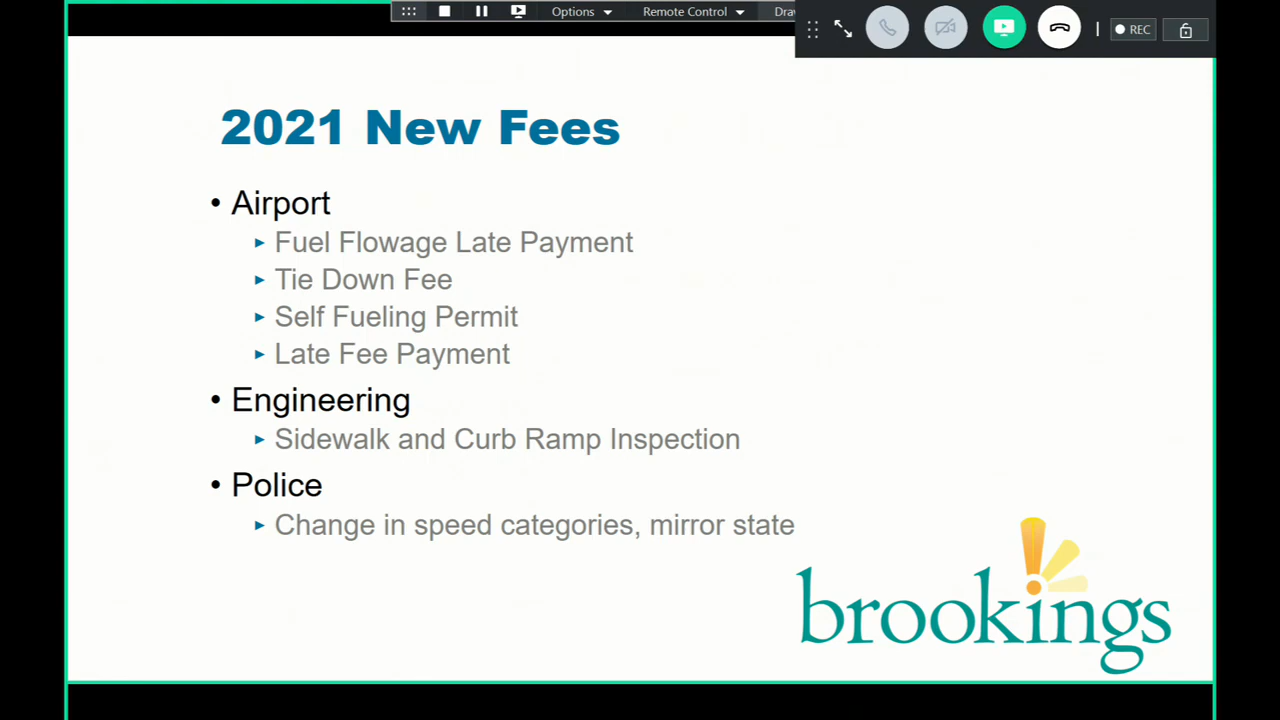 Options
Remote Control
REC
2021 New Fees
• Airport
Fuel Flowage Late Payment
Tie Down Fee
Self Fueling Permit
Late Fee Payment
• Engineering
Sidewalk and Curb Ramp Inspection
• Police
Change in speed categories, mirror state
brookings